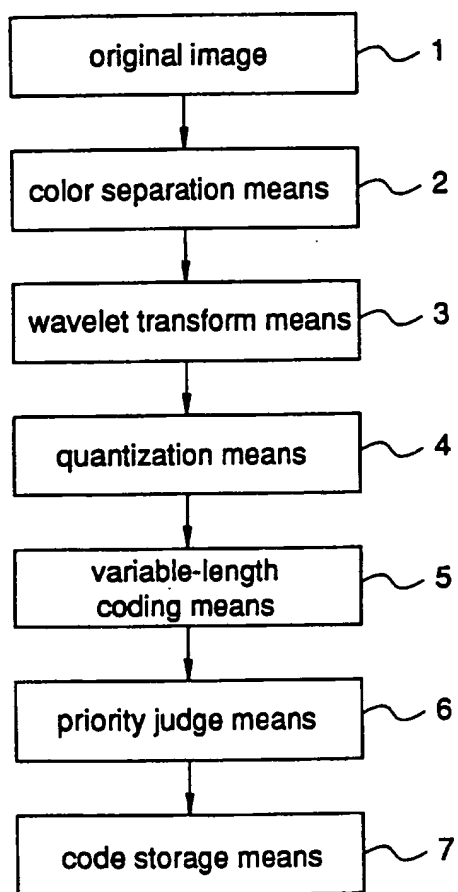 original image 1
color separation means 2
wavelet transform means 3
quantization means 4
variable-length
coding means 5
priority judge means 6
code storage means 7